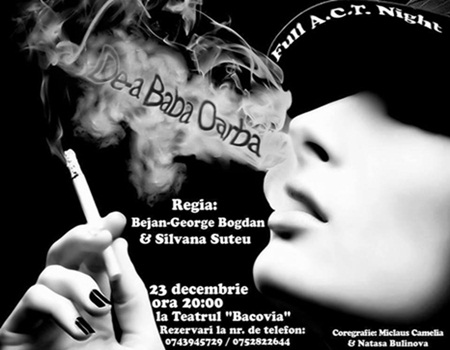 Full A.C.T. Night
De-a Baba Oarba
Regia:
Bejan-George Bogdan
& Silvana Suteu
23 decembrie
ora 20:00
la Teatrul "Bacovia"
Rezervari la nr. de telefon:
0743945729 / 0752822644
Coregrafie: Miclaus Camelia
& Natasa Bulinova